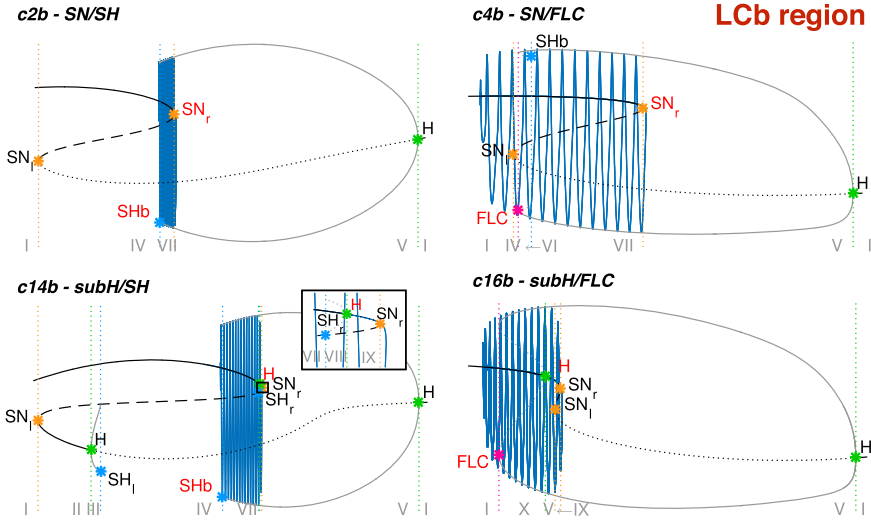 c2b - SN/SH
c4b - SN/FLC
LCb region
SHb
SNr
SNr
H
SNl
SNl
H
SHb
FLC
I IV VII V I
I IV ←VI VII V I
c14b - subH/SH
c16b - subH/FLC
H
SNr
SHr
VII VIII IX
H
SNr
SHr
H
SNr
SNl
H
SNl
H
H
SHl
SHb
FLC
I II III IV VII V I
I X V←IX V I